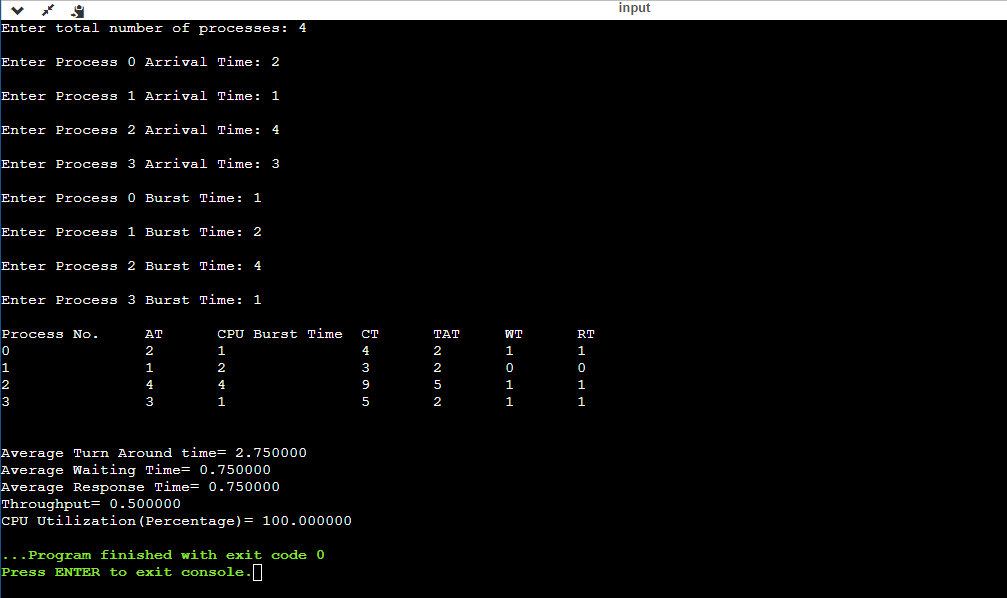 input
Enter total number of processes: 4
Enter Process 0 Arrival Time: 2
Enter Process 1 Arrival Time: 1
Enter Process 2 Arrival Time: 4
Enter Process 3 Arrival Time: 3
Enter Process 0 Burst Time: 1
Enter Process 1 Burst Time: 2
Enter Process 2 Burst Time: 4
Enter Process 3 Burst Time: 1
Process No. AT CPU Burst Time CT TAT WT RT
0 2 1 4 2 1 1
1 1 2 3 2 0 0
2 4 4 9 5 1 1
3 3 1 5 2 1 1
Average Turn Around time= 2.750000
Average Waiting Time= 0.750000
Average Response Time= 0.750000
Throughput= 0.500000
CPU Utilization(Percentage)= 100.000000
...Program finished with exit code 0
Press ENTER to exit console.